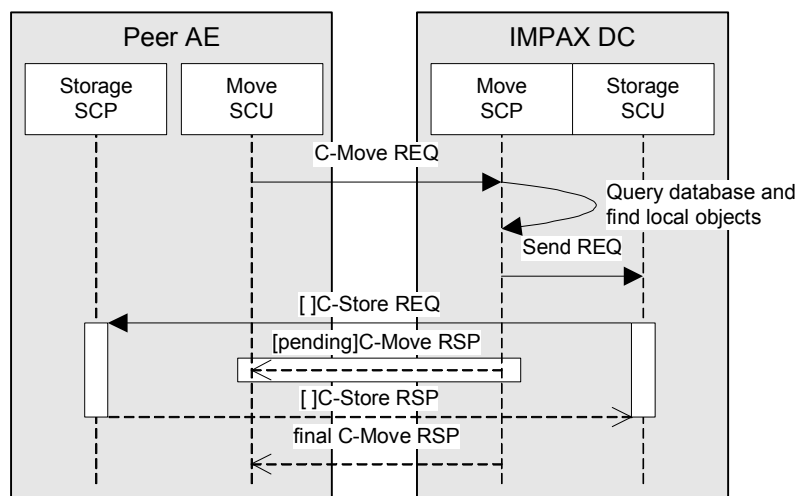 Peer AE
IMPAX DC
Storage
SCP
Move
SCU
Move
SCP
Storage
SCU
C-Move REQ
Query database and
find local objects
Send REQ
[ ]C-Store REQ
[pending]C-Move RSP
[ ]C-Store RSP
final C-Move RSP